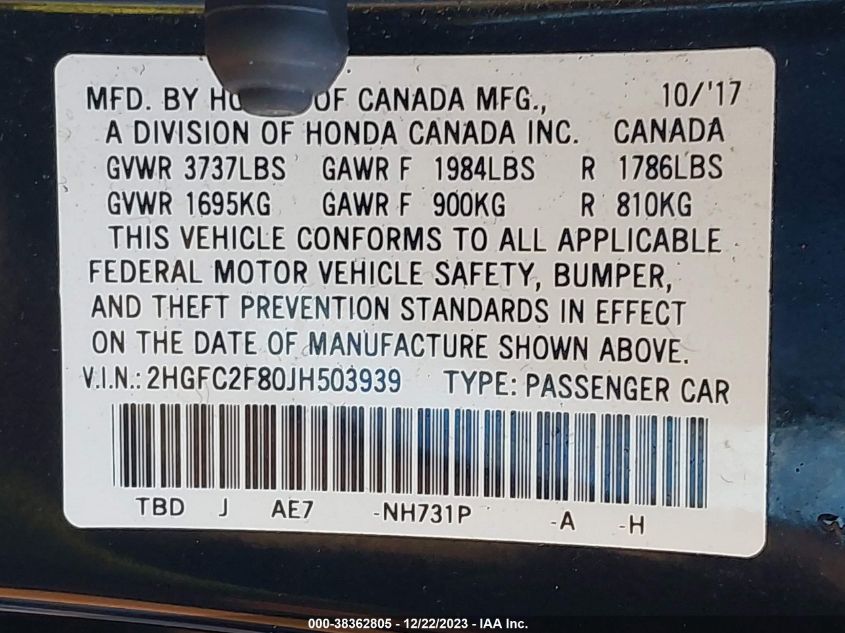 MFD. BY HO OF CANADA MFG., 10/'17
A DIVISION OF HONDA CANADA INC. CANADA
GVWR 3737LBS GAWR F 1984LBS R 1786LBS
GVWR 1695KG GAWR F 900KG R 810KG
THIS VEHICLE CONFORMS TO ALL APPLICABLE
FEDERAL MOTOR VEHICLE SAFETY, BUMPER,
AND THEFT PREVENTION STANDARDS IN EFFECT
ON THE DATE OF MANUFACTURE SHOWN ABOVE.
V.I.N.: 2HGFC2F80JH503939 TYPE: PASSENGER CAR
TBD J AE7 -NH731P -A -H
000-38362805 - 12/22/2023 - IAA Inc.